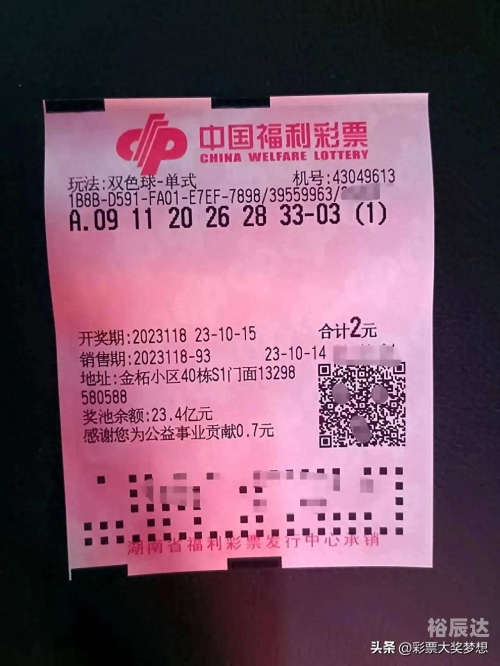 中国福利彩票
CHINA WELFARE LOTTERY
玩法:双色球-单式 机号:43049613
1B8B-D591-FA01-E7EF-7898/39559963/
A.09 11 20 26 28 33-03 (1)
开奖期:2023118 23-10-15 合计2元
销售期:2023118-93 23-10-14
地址:金柘小区40栋S1门面13298
580588
奖池余额:23.4亿元
感谢您为公益事业贡献0.7元
湖南省福利彩票发行中心承销
裕辰达
头条 @彩票大奖梦想